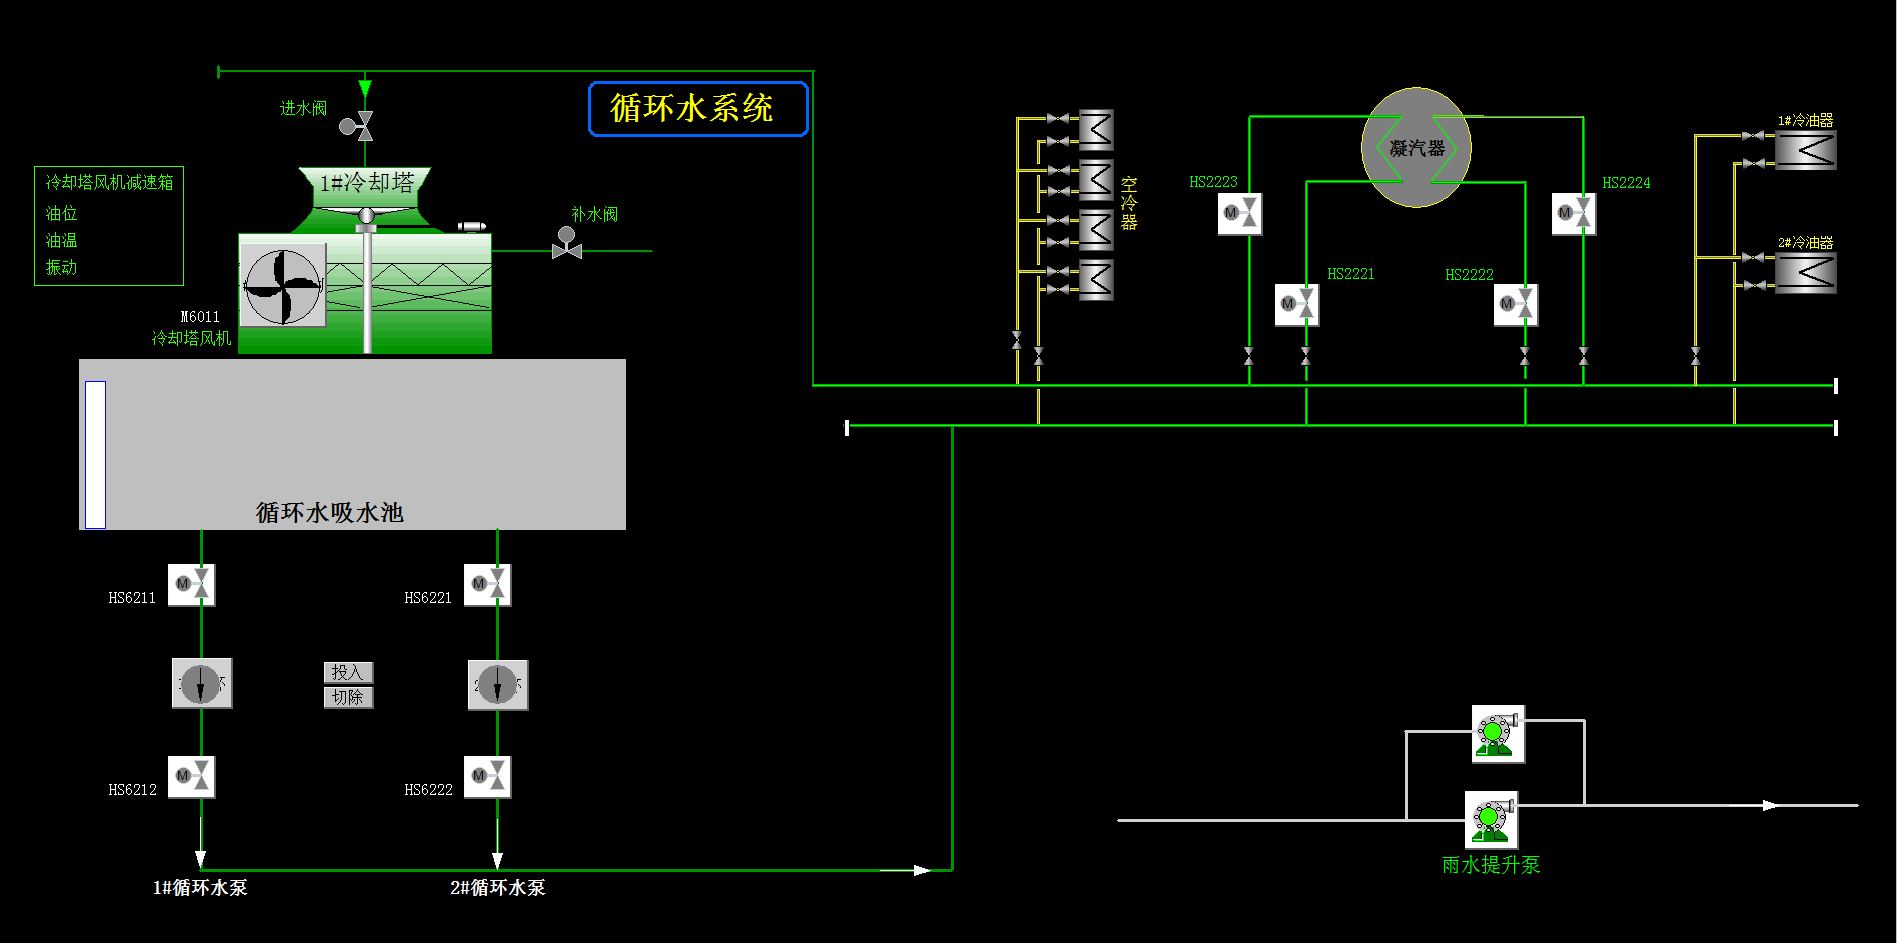 循环水系统
进水阀
1#冷却塔
冷却塔风机减速箱
油位
油温
振动
补水阀
M6011
冷却塔风机
循环水吸水池
HS6211
HS6221
M
M
投入
切除
HS6212
HS6222
M
M
1#循环水泵
2#循环水泵
空冷器
凝汽器
HS2223
HS2224
M
M
HS2221
HS2222
M
M
1#冷油器
2#冷油器
雨水提升泵